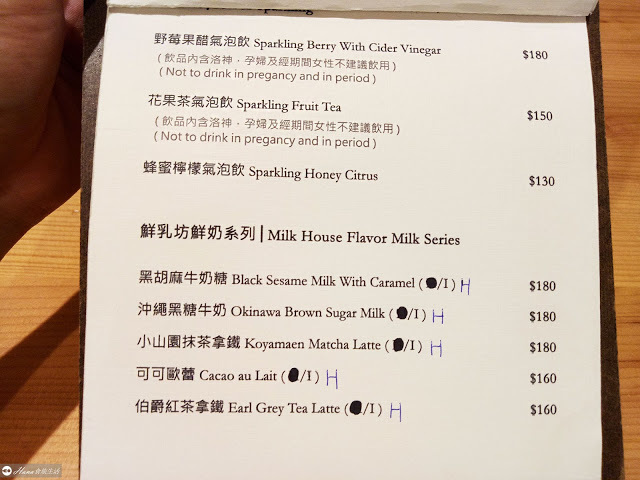 野莓果醋氣泡飲 Sparkling Berry With Cider Vinegar $180
(飲品內含洛神，孕婦及經期間女性不建議飲用)
(Not to drink in pregancy and in period)
花果茶氣泡飲 Sparkling Fruit Tea $150
(飲品內含洛神，孕婦及經期間女性不建議飲用)
(Not to drink in pregancy and in period)
蜂蜜檸檬氣泡飲 Sparkling Honey Citrus $130
鮮乳坊鮮奶系列 | Milk House Flavor Milk Series
黑胡麻牛奶糖 Black Sesame Milk With Caramel (/I) H $180
沖繩黑糖牛奶 Okinawa Brown Sugar Milk (/I) H $180
小山園抹茶拿鐵 Koyamaen Matcha Latte (/I) H $180
可可歐蕾 Cacao au Lait (/I) H $160
伯爵紅茶拿鐵 Earl Grey Tea Latte (/I) H $160